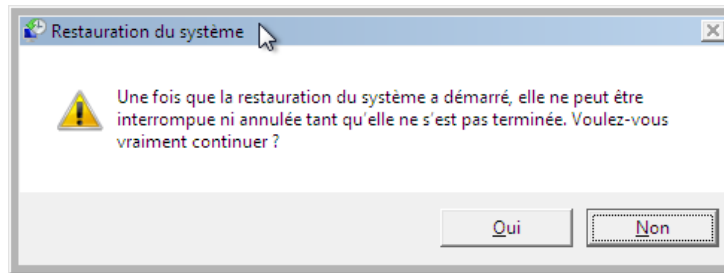 Restauration du système
Une fois que la restauration du système a démarré, elle ne peut être
interrompue ni annulée tant qu'elle ne s'est pas terminée. Voulez-vous
vraiment continuer ?
Oui
Non